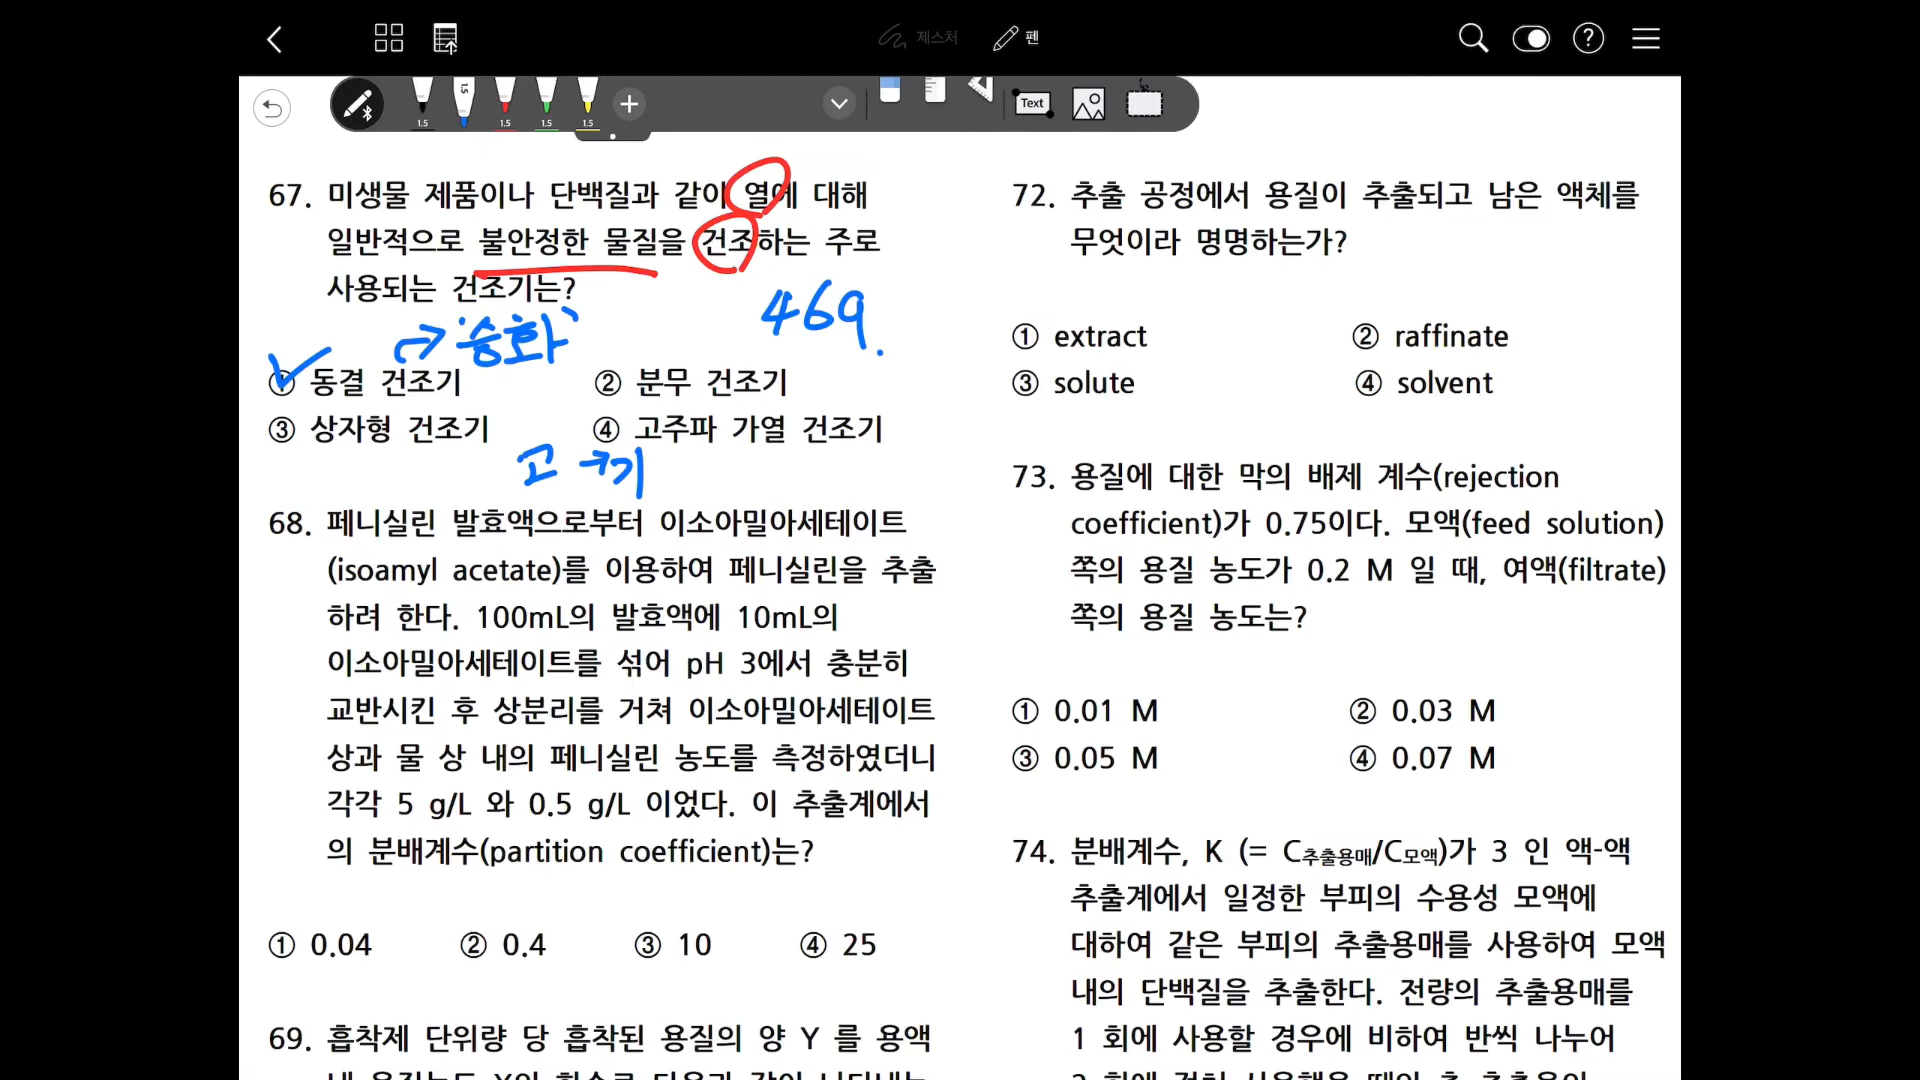 제스처
펜
1.5
1.5
1.5
1.5
1.5
Text
67. 미생물 제품이나 단백질과 같이 열에 대해
일반적으로 불안정한 물질을 건조하는 주로
사용되는 건조기는?
469.
→ '승화'
① 동결 건조기 ② 분무 건조기
③ 상자형 건조기 ④ 고주파 가열 건조기
고 → 기
68. 페니실린 발효액으로부터 이소아밀아세테이트
(isoamyl acetate)를 이용하여 페니실린을 추출
하려 한다. 100mL의 발효액에 10mL의
이소아밀아세테이트를 섞어 pH 3에서 충분히
교반시킨 후 상분리를 거쳐 이소아밀아세테이트
상과 물 상 내의 페니실린 농도를 측정하였더니
각각 5 g/L 와 0.5 g/L 이었다. 이 추출계에서
의 분배계수(partition coefficient)는?
① 0.04 ② 0.4 ③ 10 ④ 25
69. 흡착제 단위량 당 흡착된 용질의 양 Y 를 용액
72. 추출 공정에서 용질이 추출되고 남은 액체를
무엇이라 명명하는가?
① extract ② raffinate
③ solute ④ solvent
73. 용질에 대한 막의 배제 계수(rejection
coefficient)가 0.75이다. 모액(feed solution)
쪽의 용질 농도가 0.2 M 일 때, 여액(filtrate)
쪽의 용질 농도는?
① 0.01 M ② 0.03 M
③ 0.05 M ④ 0.07 M
74. 분배계수, K (= C추출용매/C모액)가 3 인 액-액
추출계에서 일정한 부피의 수용성 모액에
대하여 같은 부피의 추출용매를 사용하여 모액
내의 단백질을 추출한다. 전량의 추출용매를
1 회에 사용할 경우에 비하여 반씩 나누어